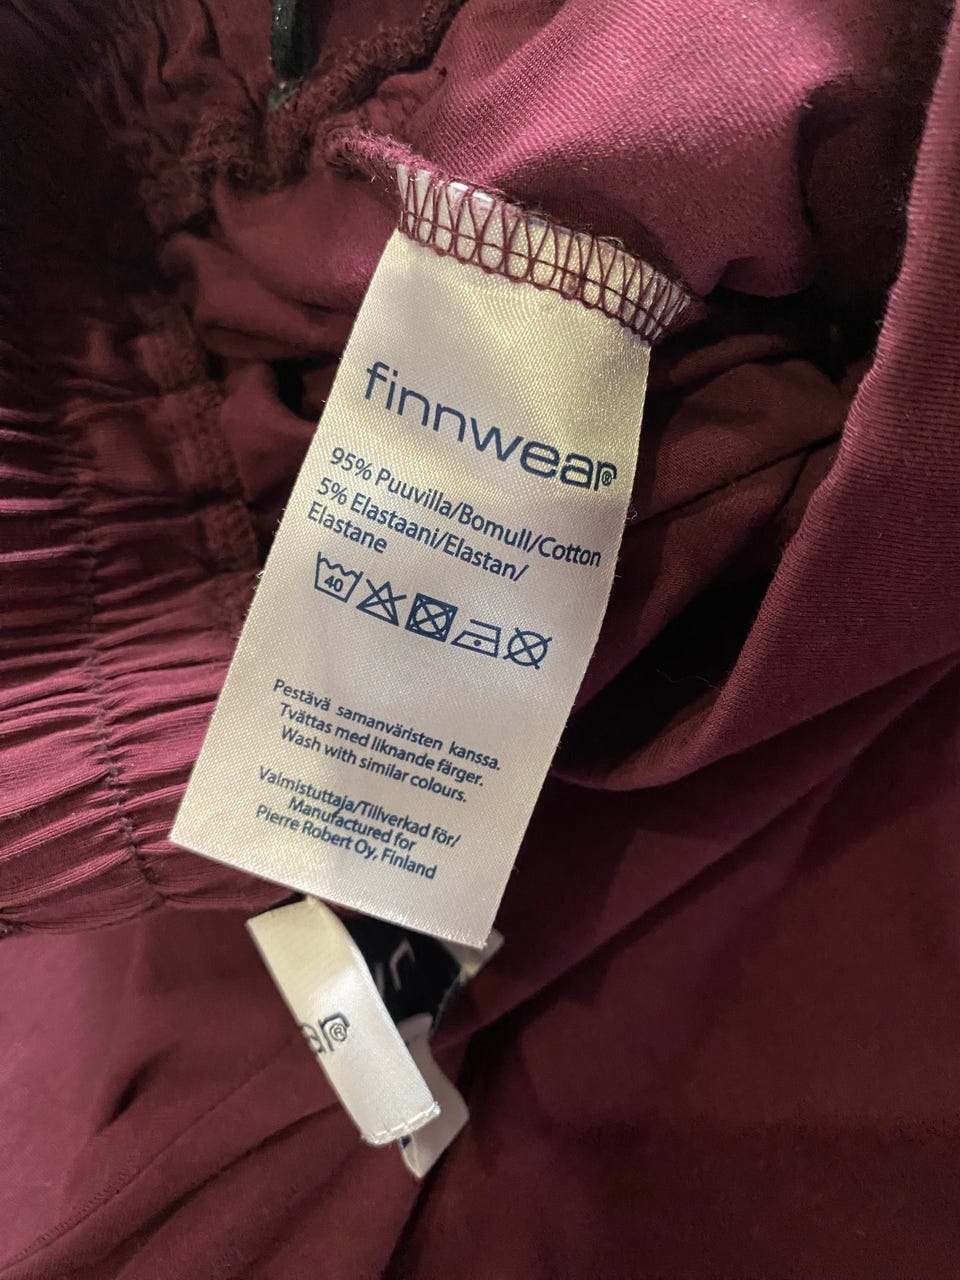 finnwear®
95% Puuvilla/Bomull/Cotton
5% Elastaani/Elastan/
Elastane
40
Pestävä samanväristen kanssa.
Tvättas med liknande färger.
Wash with similar colours.
Valmistuttaja/Tillverkad för/
Manufactured for
Pierre Robert Oy, Finland
ar®